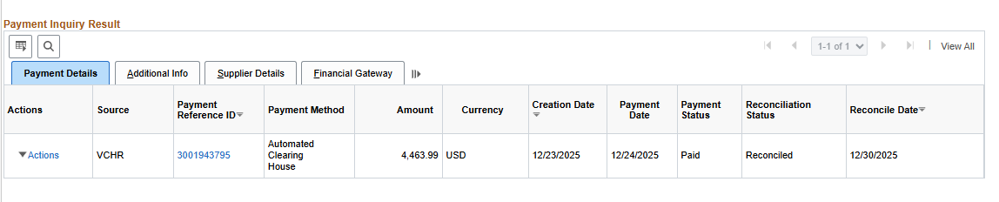 Payment Inquiry Result
1-1 of 1
View All
Payment Details
Additional Info
Supplier Details
Financial Gateway
Actions
Source
Payment
Reference ID
Payment Method
Amount
Currency
Creation Date
Payment
Date
Payment
Status
Reconciliation
Status
Reconcile Date
Actions
VCHR
3001943795
Automated
Clearing
House
4,463.99
USD
12/23/2025
12/24/2025
Paid
Reconciled
12/30/2025